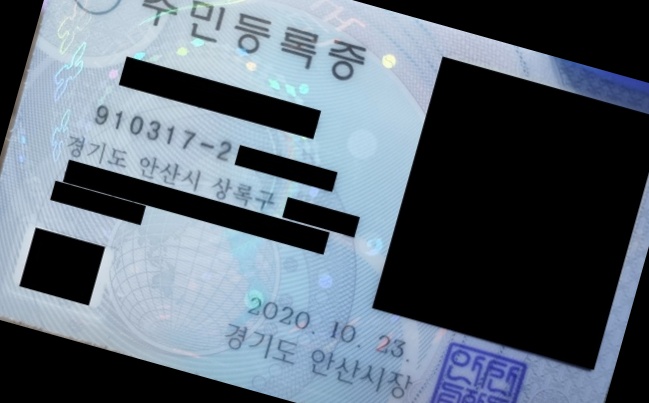 주민등록증
910317-2
경기도 안산시 상록구
2020. 10. 23.
경기도 안산시장